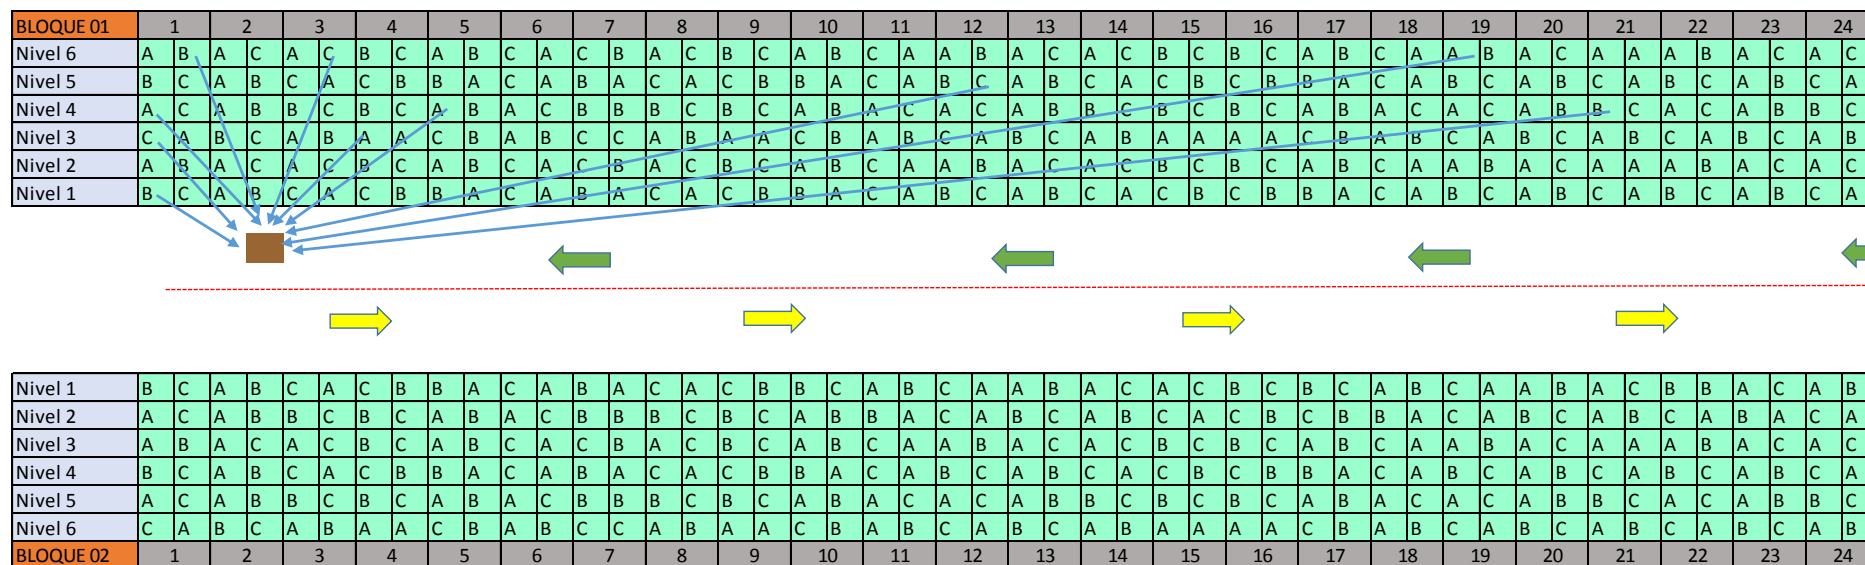 BLOQUE 01 1 2 3 4 5 6 7 8 9 10 11 12 13 14 15 16 17 18 19 20 21 22 23 24
Nivel 6 A B A C A C B C A B C A C B A C B C A B C A A B A C A C B C B C A B C A A B A C A A A B A C A C
Nivel 5 B C A B C A C B B A C A B A C A C B B A C A B C A B C A C B C B B A C A B C A B C A B C A B C A
Nivel 4 A C A B B C B C A B A C B B B C B C A B A C A C A B B C B C B C A B A C A C A B B C A C A B B C
Nivel 3 C A B C A B A A C B A B C C A B A A C B A B C A B C A B A A A A C B A B C A B C A B C A B C A B
Nivel 2 A B A C A C B C A B C A C B A C B C A B C A A B A C A C B C B C A B C A A B A C A A A B A C A C
Nivel 1 B C A B C A C B B A C A B A C A C B B A C A B C A B C A C B C B B A C A B C A B C A B C A B C A
Nivel 1 B C A B C A C B B A C A B A C A C B B C A B C A A B A C A C B C B C A B C A A B A C B B A C A B
Nivel 2 A C A B B C B C A B A C B B B C B C A B B A C A B C A B C A C B C B B A C A B C A B C A B A C A
Nivel 3 A B A C A C B C A B C A C B A C B C A B C A A B A C A C B C B C A B C A A B A C A A A B A C A C
Nivel 4 B C A B C A C B B A C A B A C A C B B A C A B C A B C A C B C B B A C A B C A B C A B C A B C A
Nivel 5 A C A B B C B C A B A C B B B C B C A B A C A C A B B C B C B C A B A C A C A B B C A C A B B C
Nivel 6 C A B C A B A A C B A B C C A B A A C B A B C A B C A B A A A A C B A B C A B C A B C A B C A B
BLOQUE 02 1 2 3 4 5 6 7 8 9 10 11 12 13 14 15 16 17 18 19 20 21 22 23 24